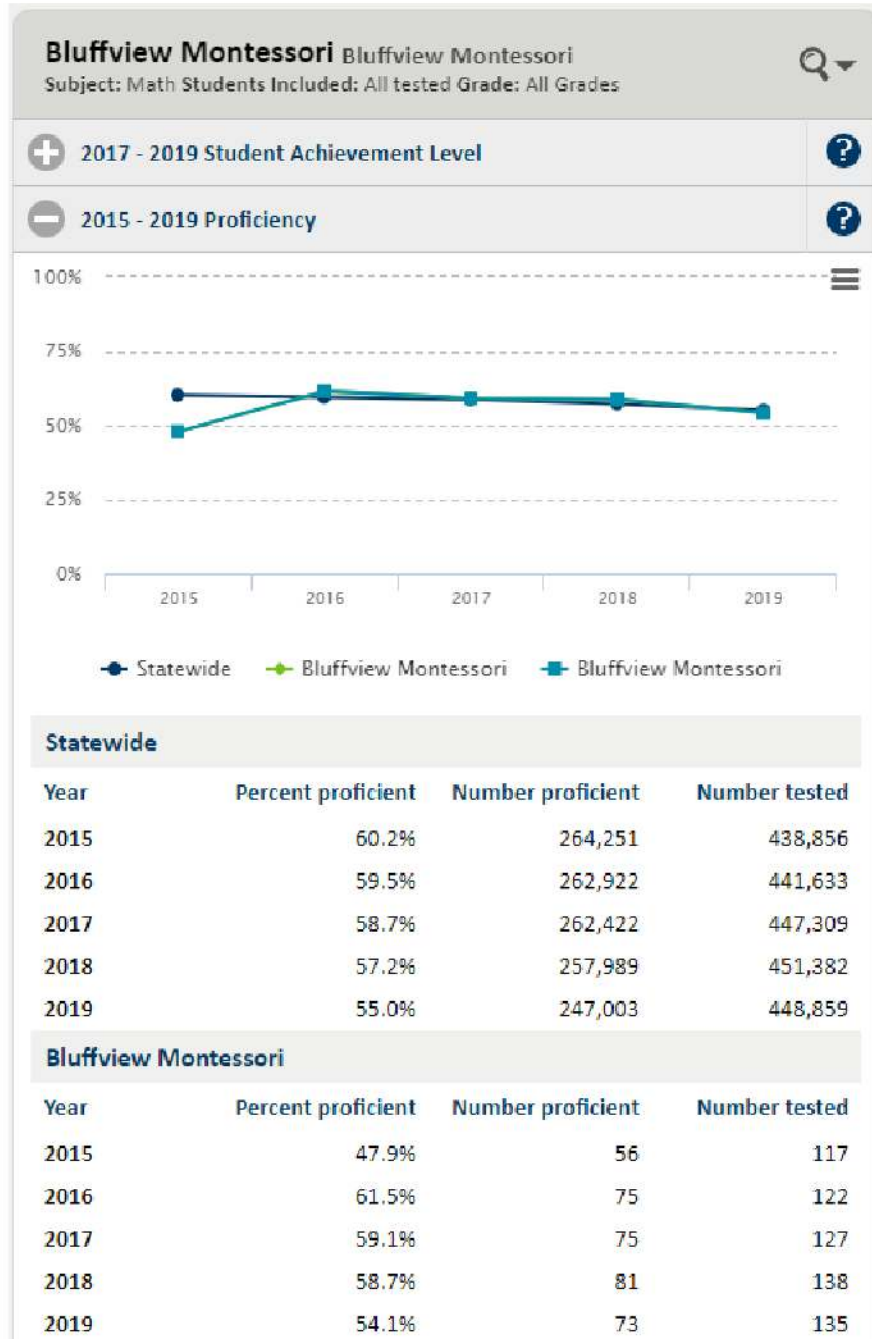 Bluffview Montessori Bluffview Montessori
Subject: Math Students Included: All tested Grade: All Grades
2017 - 2019 Student Achievement Level ?
2015 - 2019 Proficiency ?
100%
75%
50%
25%
0%
2015 2016 2017 2018 2019
Statewide Bluffview Montessori Bluffview Montessori
Statewide
Year Percent proficient Number proficient Number tested
2015 60.2% 264,251 438,856
2016 59.5% 262,922 441,633
2017 58.7% 262,422 447,309
2018 57.2% 257,989 451,382
2019 55.0% 247,003 448,859
Bluffview Montessori
Year Percent proficient Number proficient Number tested
2015 47.9% 56 117
2016 61.5% 75 122
2017 59.1% 75 127
2018 58.7% 81 138
2019 54.1% 73 135